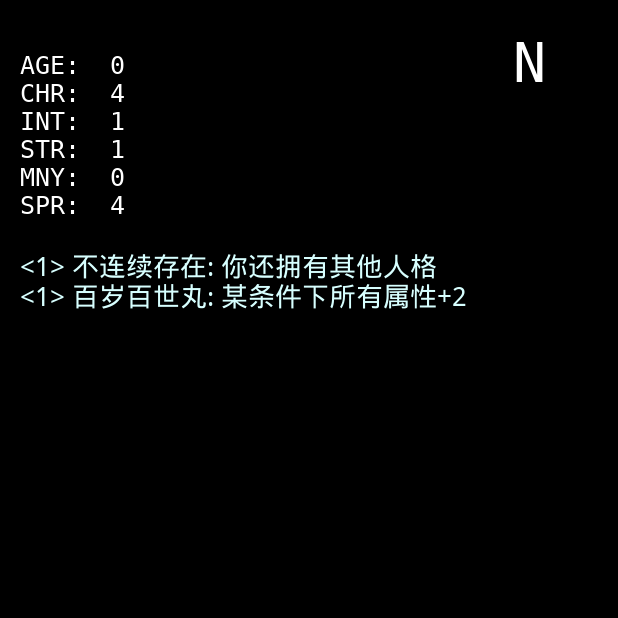 N
AGE: 0
CHR: 4
INT: 1
STR: 1
MNY: 0
SPR: 4
<1> 不连续存在: 你还拥有其他人格
<1> 百岁百世丸: 某条件下所有属性+2